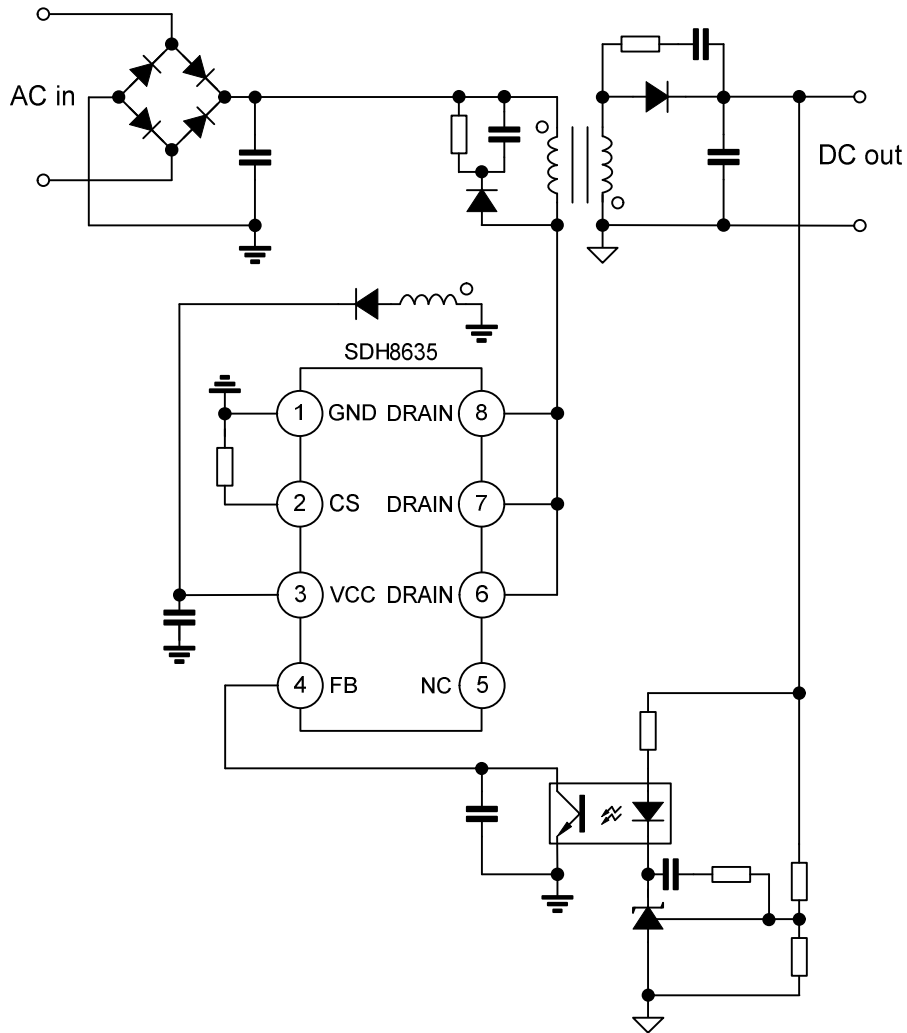 AC in
DC out
SDH8635
1 GND DRAIN 8
2 CS DRAIN 7
3 VCC DRAIN 6
4 FB NC 5